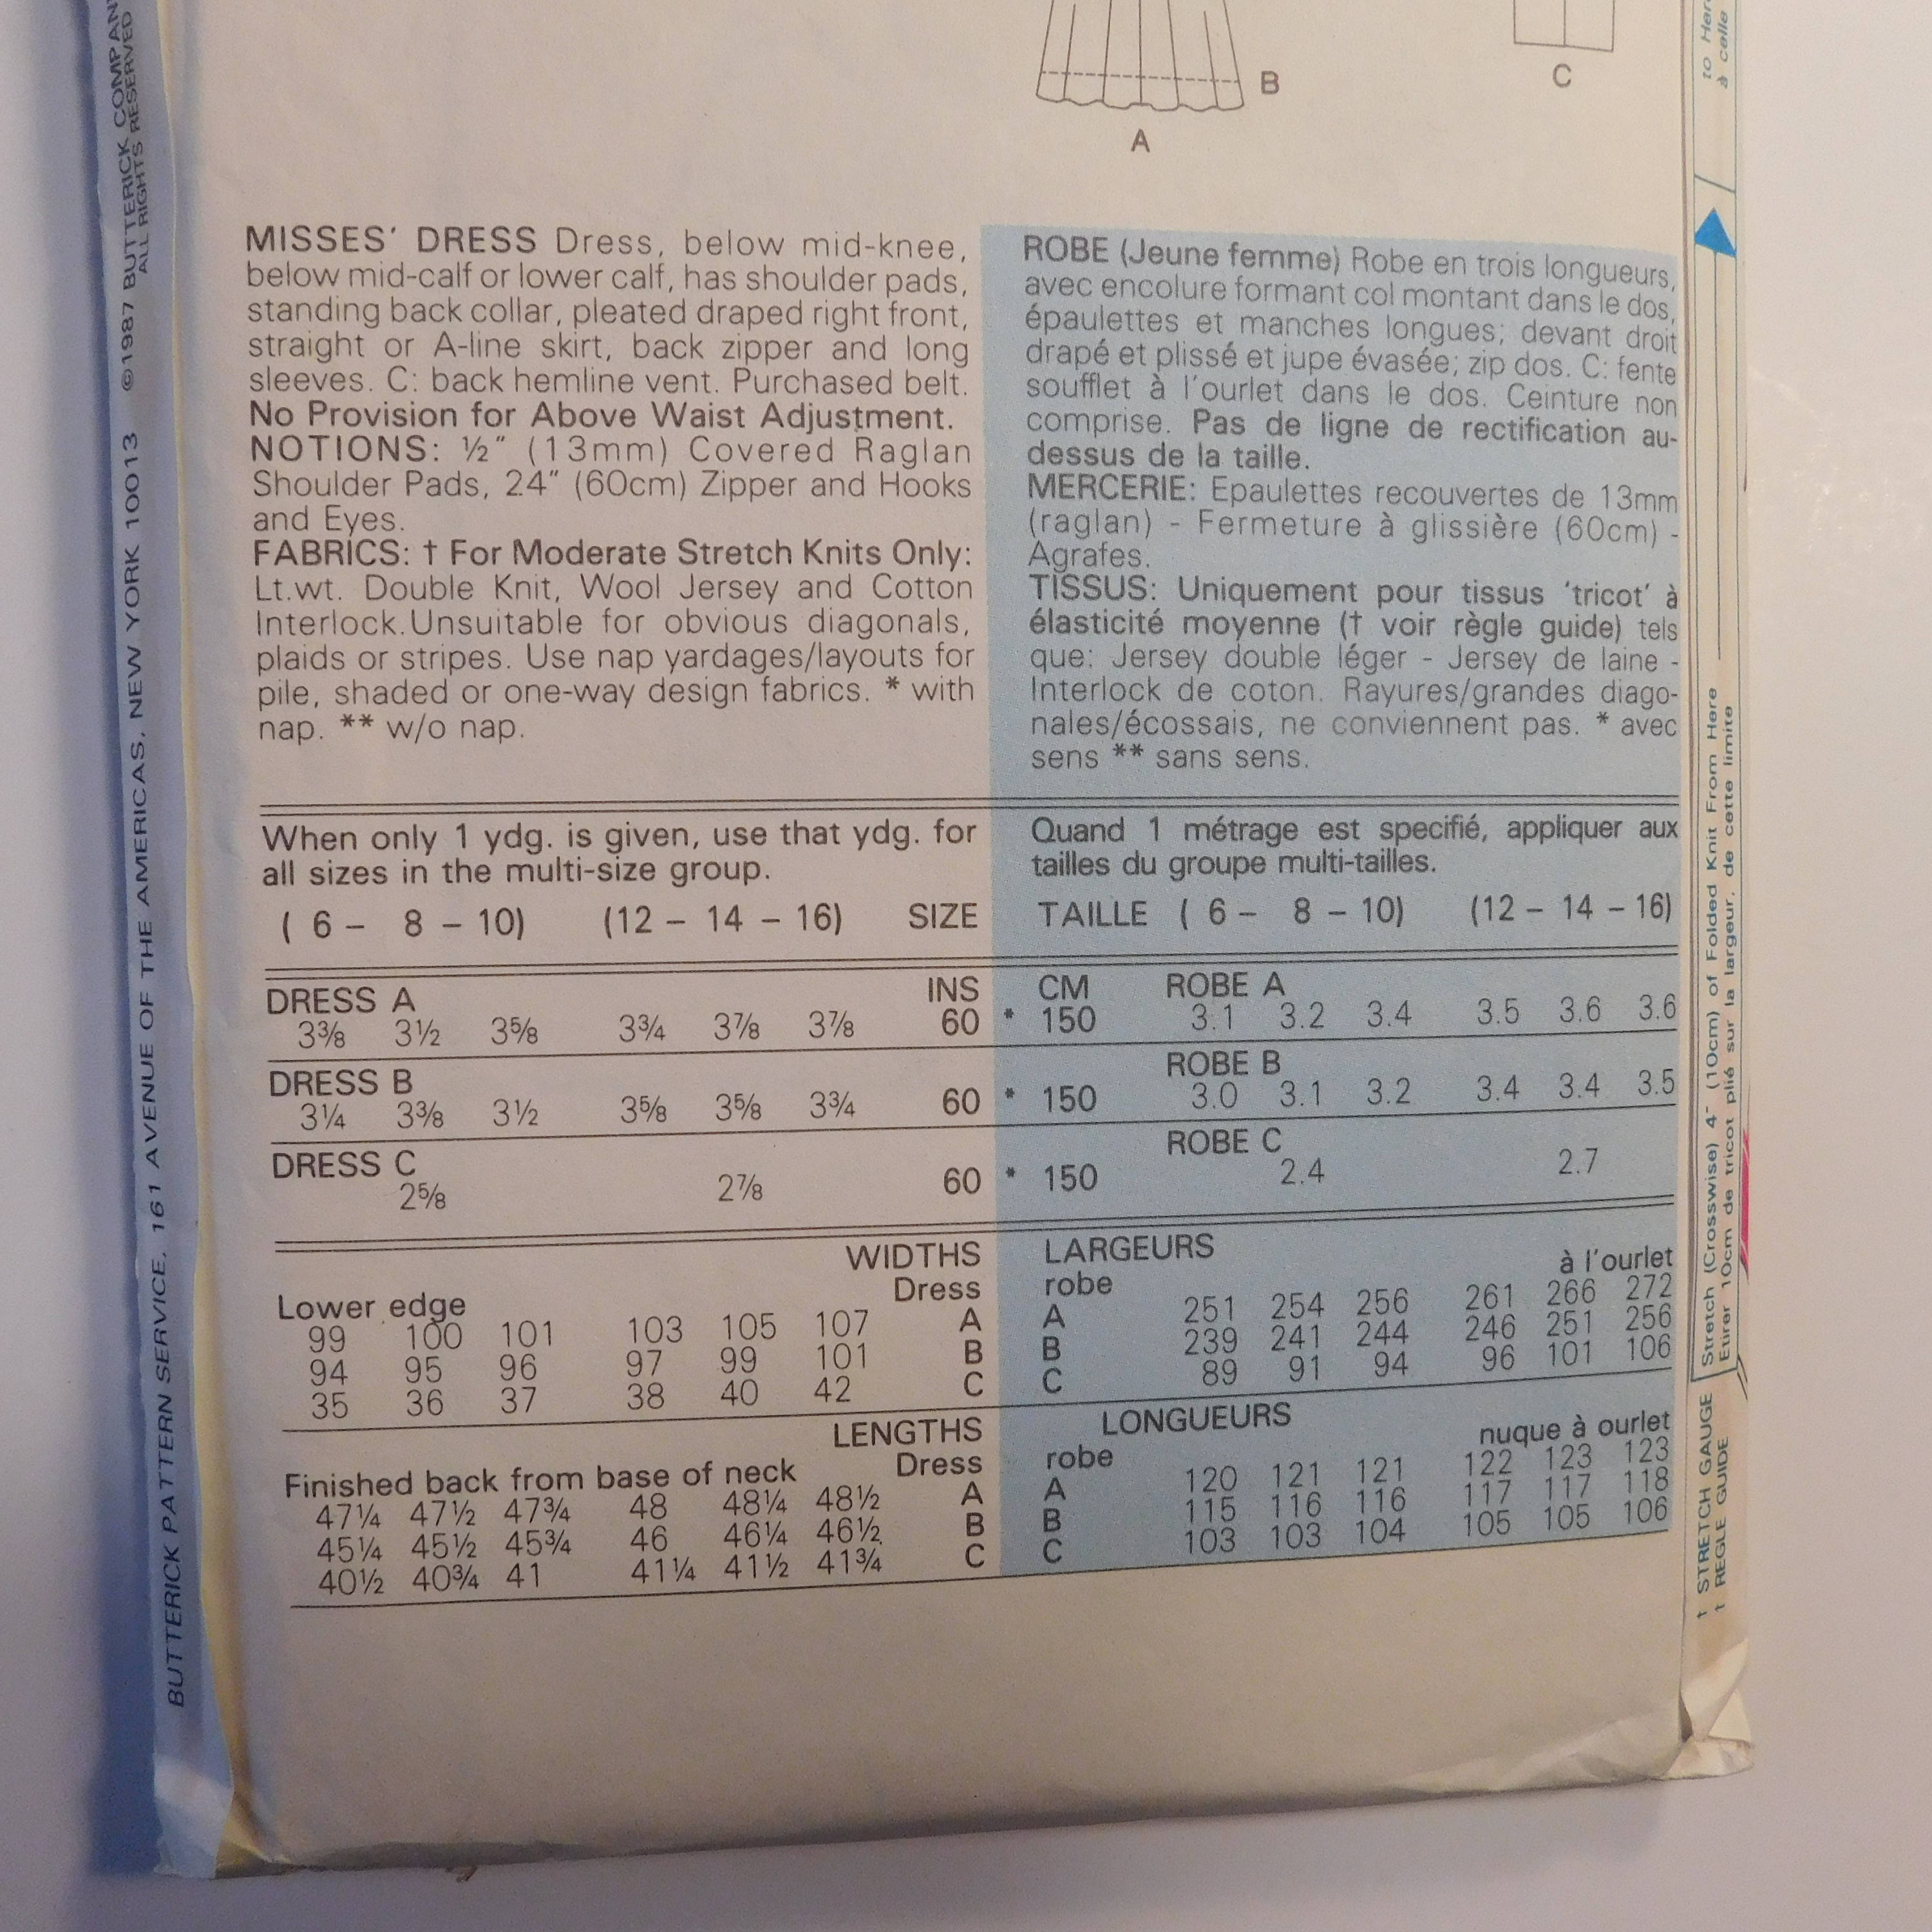 B
C
A
MISSES' DRESS Dress, below mid-knee,
below mid-calf or lower calf, has shoulder pads,
standing back collar, pleated draped right front,
straight or A-line skirt, back zipper and long
sleeves. C: back hemline vent. Purchased belt.
No Provision for Above Waist Adjustment.
NOTIONS: ½" (13mm) Covered Raglan
Shoulder Pads, 24" (60cm) Zipper and Hooks
and Eyes.
FABRICS: † For Moderate Stretch Knits Only:
Lt.wt. Double Knit, Wool Jersey and Cotton
Interlock.Unsuitable for obvious diagonals,
plaids or stripes. Use nap yardages/layouts for
pile, shaded or one-way design fabrics. * with
nap. ** w/o nap.
ROBE (Jeune femme) Robe en trois longueurs,
avec encolure formant col montant dans le dos,
épaulettes et manches longues; devant droit
drapé et plissé et jupe évasée; zip dos. C: fente
soufflet à l'ourlet dans le dos. Ceinture non
comprise. Pas de ligne de rectification au-
dessus de la taille.
MERCERIE: Epaulettes recouvertes de 13mm
(raglan) - Fermeture à glissière (60cm) -
Agrafes.
TISSUS: Uniquement pour tissus 'tricot' à
élasticité moyenne († voir règle guide) tels
que: Jersey double léger - Jersey de laine -
Interlock de coton. Rayures/grandes diago-
nales/écossais, ne conviennent pas. * avec
sens ** sans sens.
When only 1 ydg. is given, use that ydg. for
all sizes in the multi-size group.
Quand 1 métrage est specifié, appliquer aux
tailles du groupe multi-tailles.
( 6 – 8 – 10) (12 – 14 – 16) SIZE TAILLE ( 6 – 8 – 10) (12 – 14 – 16)
DRESS A INS CM ROBE A
3⅜ 3½ 3⅝ 3¾ 3⅞ 3⅞ 60 * 150 3.1 3.2 3.4 3.5 3.6 3.6
DRESS B ROBE B
3¼ 3⅜ 3½ 3⅝ 3⅝ 3¾ 60 * 150 3.0 3.1 3.2 3.4 3.4 3.5
DRESS C ROBE C
2⅝ 2⅞ 60 * 150 2.4 2.7
WIDTHS LARGEURS
Lower edge Dress robe à l'ourlet
99 100 101 103 105 107 A A 251 254 256 261 266 272
94 95 96 97 99 101 B B 239 241 244 246 251 256
35 36 37 38 40 42 C C 89 91 94 96 101 106
LENGTHS LONGUEURS
Finished back from base of neck Dress robe nuque à ourlet
47¼ 47½ 47¾ 48 48¼ 48½ A A 120 121 121 122 123 123
45¼ 45½ 45¾ 46 46¼ 46½ B B 115 116 116 117 117 118
40½ 40¾ 41 41¼ 41½ 41¾ C C 103 103 104 105 105 106
BUTTERICK PATTERN SERVICE, 161 AVENUE OF THE AMERICAS, NEW YORK 10013 ©1987 BUTTERICK COMPAN
ALL RIGHTS RESERVED
† STRETCH GAUGE Stretch (Crosswise) 4" (10cm) of Folded Knit From Here to Her
† REGLE GUIDE Etirer 10cm de tricot plié sur la largeur, de cette limite à celle